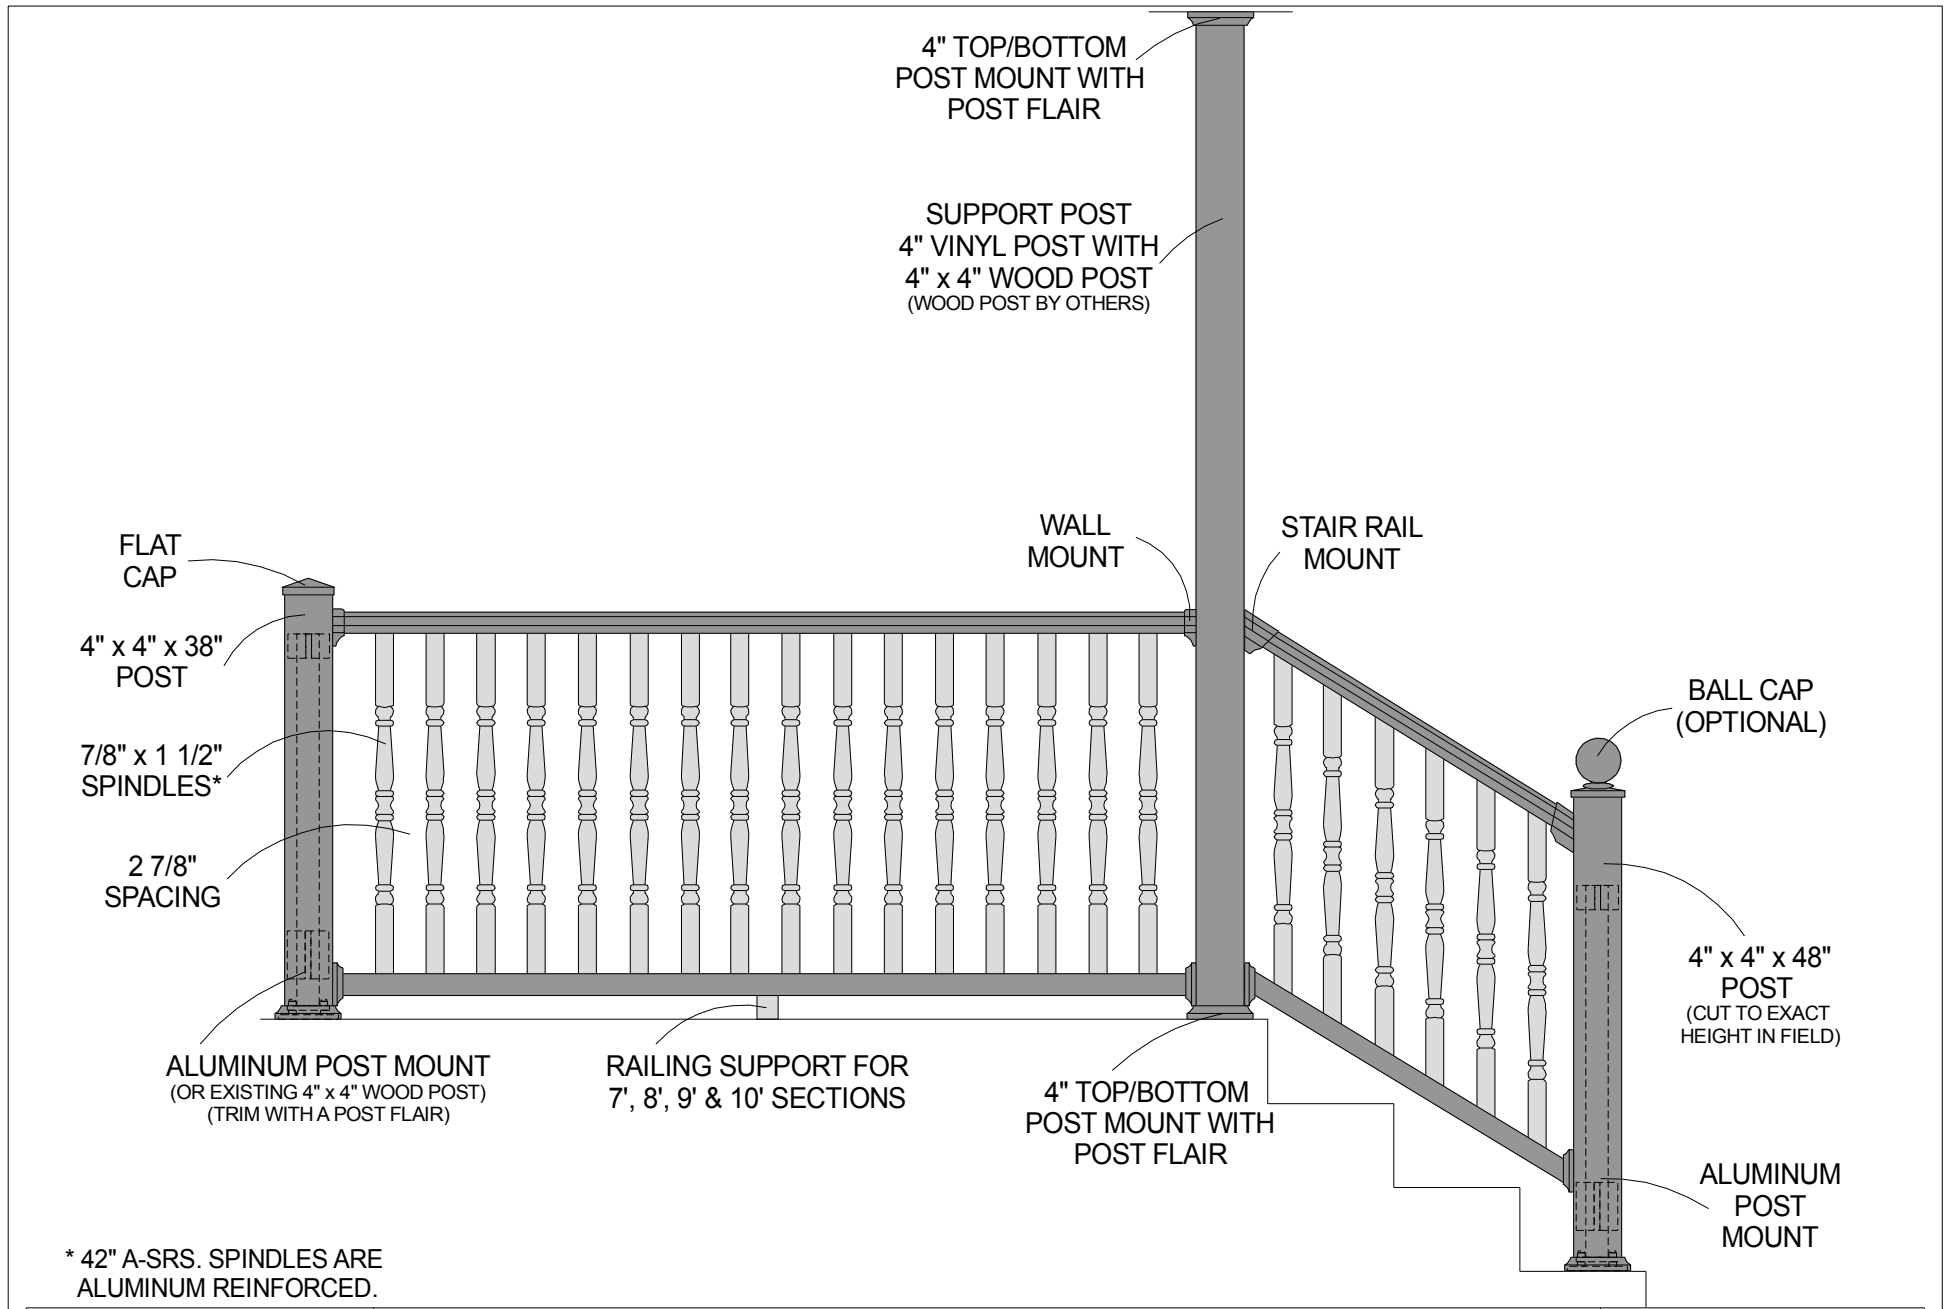 4" TOP/BOTTOM
POST MOUNT WITH
POST FLAIR
SUPPORT POST
4" VINYL POST WITH
4" x 4" WOOD POST
(WOOD POST BY OTHERS)
WALL
MOUNT
STAIR RAIL
MOUNT
FLAT
CAP
4" x 4" x 38"
POST
7/8" x 1 1/2"
SPINDLES*
2 7/8"
SPACING
BALL CAP
(OPTIONAL)
4" x 4" x 48"
POST
(CUT TO EXACT
HEIGHT IN FIELD)
ALUMINUM POST MOUNT
(OR EXISTING 4" x 4" WOOD POST)
(TRIM WITH A POST FLAIR)
RAILING SUPPORT FOR
7', 8', 9' & 10' SECTIONS
4" TOP/BOTTOM
POST MOUNT WITH
POST FLAIR
ALUMINUM
POST
MOUNT
* 42" A-SRS. SPINDLES ARE
ALUMINUM REINFORCED.